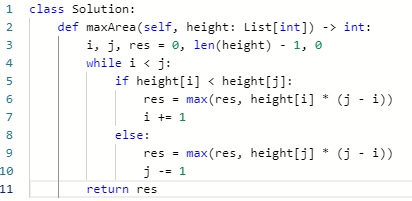 1 class Solution:
2     def maxArea(self, height: List[int]) -> int:
3         i, j, res = 0, len(height) - 1, 0
4         while i < j:
5             if height[i] < height[j]:
6                 res = max(res, height[i] * (j - i))
7                 i += 1
8             else:
9                 res = max(res, height[j] * (j - i))
10                 j -= 1
11         return res